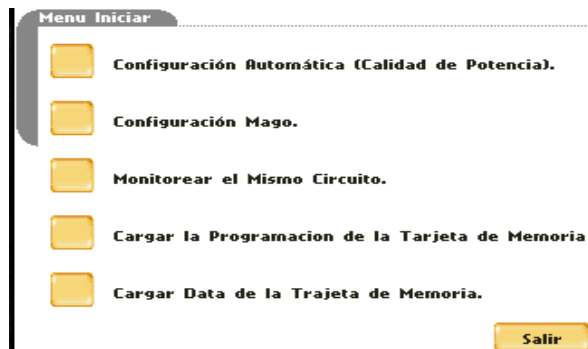 Menu Iniciar
Configuración Automática (Calidad de Potencia).
Configuración Mago.
Monitorear el Mismo Circuito.
Cargar la Programacion de la Tarjeta de Memoria
Cargar Data de la Trajeta de Memoria.
Salir